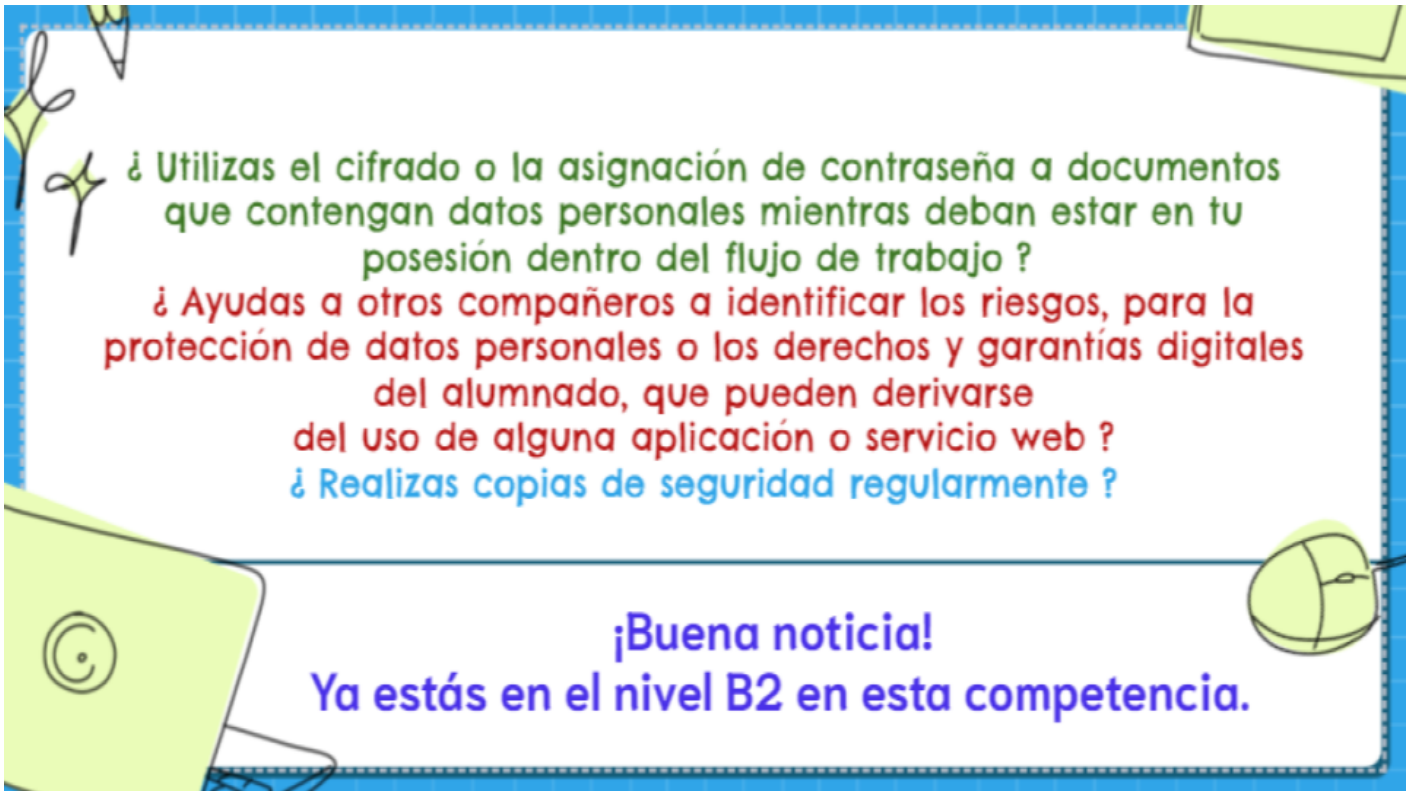 ¿ Utilizas el cifrado o la asignación de contraseña a documentos
que contengan datos personales mientras deban estar en tu
posesión dentro del flujo de trabajo ?
¿ Ayudas a otros compañeros a identificar los riesgos, para la
protección de datos personales o los derechos y garantías digitales
del alumnado, que pueden derivarse
del uso de alguna aplicación o servicio web ?
¿ Realizas copias de seguridad regularmente ?
¡Buena noticia!
Ya estás en el nivel B2 en esta competencia.